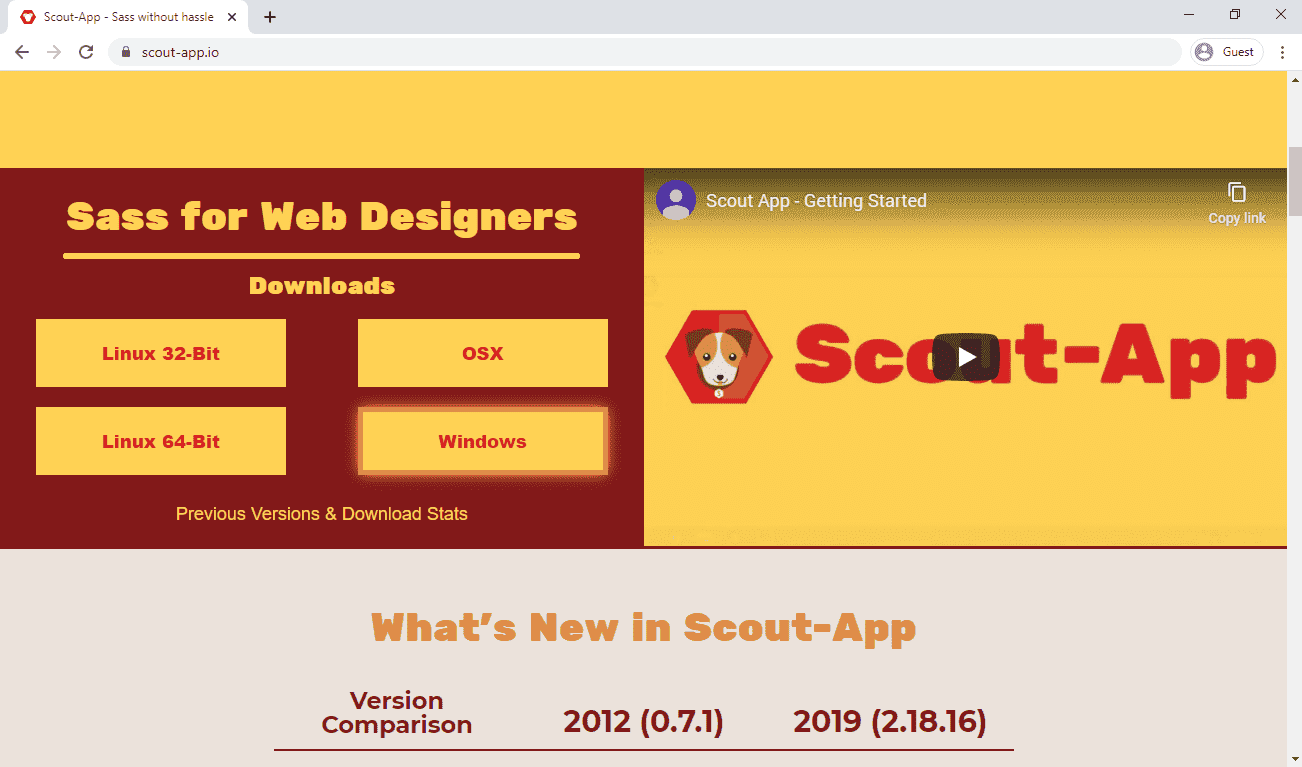 Scout-App - Sass without hassle
scout-app.io
Guest
Sass for Web Designers
Downloads
Linux 32-Bit
OSX
Linux 64-Bit
Windows
Previous Versions & Download Stats
Scout App - Getting Started
Copy link
Scout-App
What's New in Scout-App
Version
Comparison
2012 (0.7.1)
2019 (2.18.16)